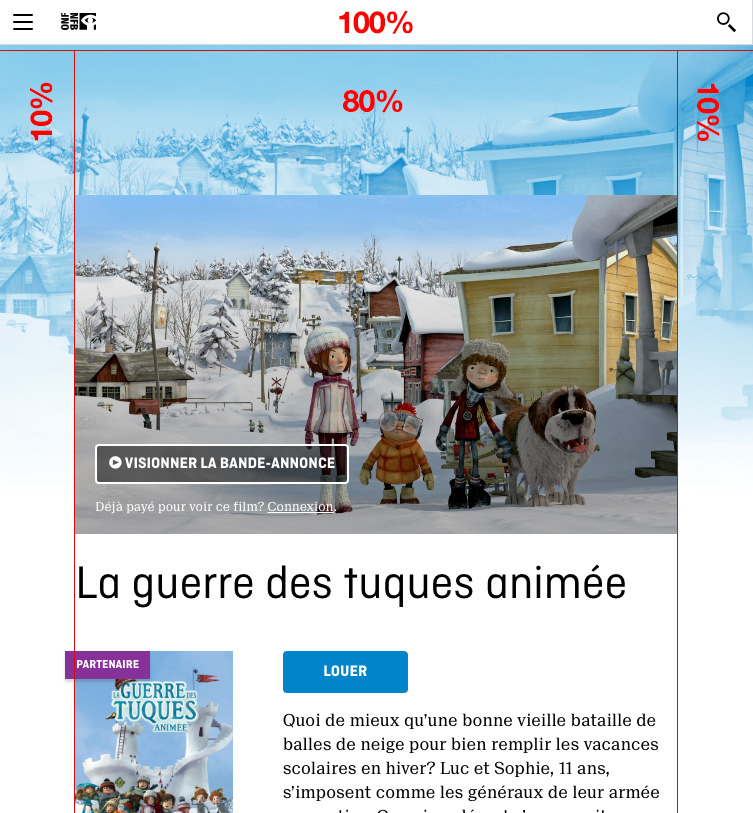 ONF
NFB
100%
10%
80%
10%
VISIONNER LA BANDE-ANNONCE
Déjà payé pour voir ce film? Connexion.
La guerre des tuques animée
PARTENAIRE
LA
GUERRE DES
TUQUES
ANIMÉE
LOUER
Quoi de mieux qu’une bonne vieille bataille de
balles de neige pour bien remplir les vacances
scolaires en hiver? Luc et Sophie, 11 ans,
s’imposent comme les généraux de leur armée